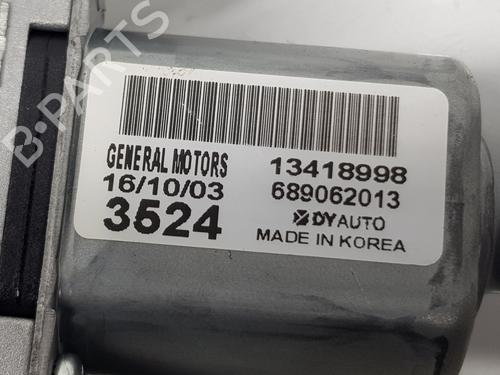 B-PARTS
GENERAL MOTORS 13418998
16/10/03 689062013
3524 DYAUTO
MADE IN KOREA